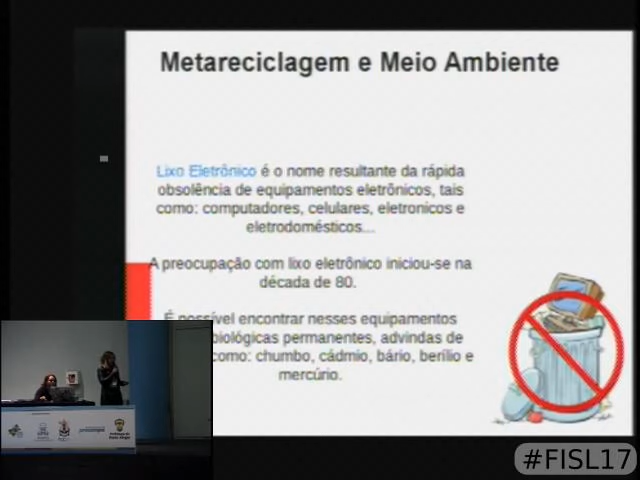 Metareciclagem e Meio Ambiente
Lixo Eletrônico é o nome resultante da rápida
obsolência de equipamentos eletrônicos, tais
como: computadores, celulares, eletronicos e
eletrodomésticos...
A preocupação com lixo eletrônico iniciou-se na
década de 80.
É possível encontrar nesses equipamentos
biológicas permanentes, advindas de
como: chumbo, cádmio, bário, berílio e
mercúrio.
#FISL17